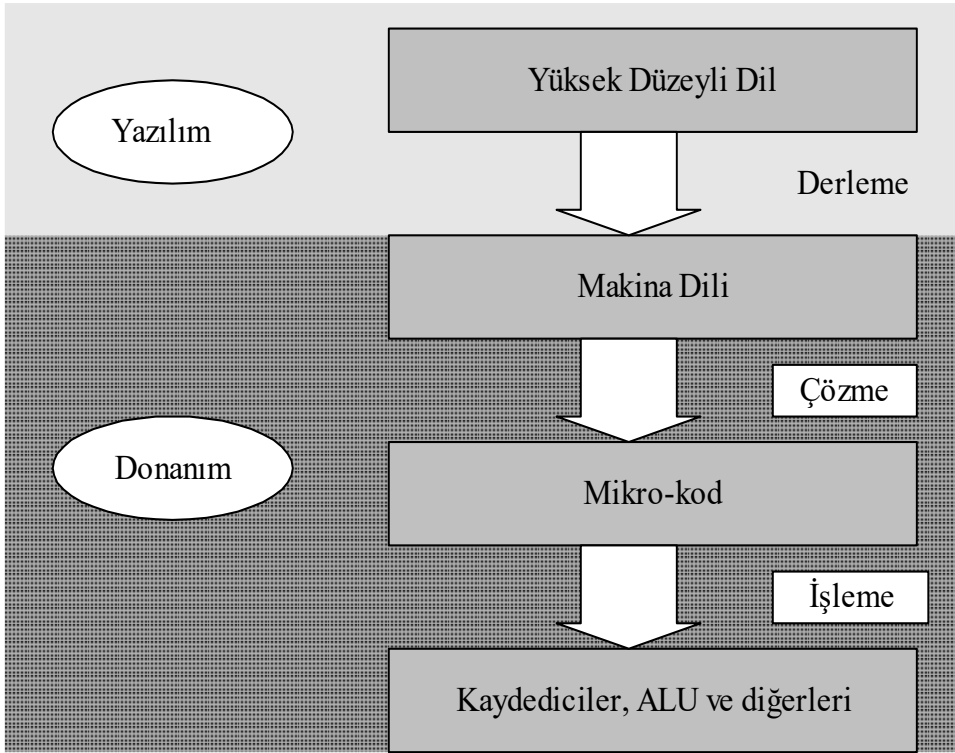 Yüksek Düzeyli Dil
Yazılım
Derleme
Makina Dili
Çözme
Donanım
Mikro-kod
İşleme
Kaydediciler, ALU ve diğerleri